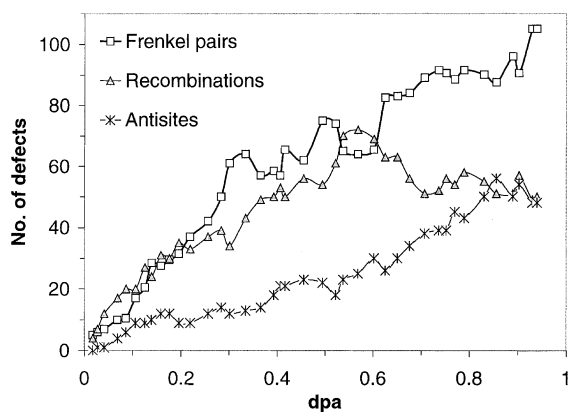 100
80
60
40
20
0
No. of defects
Frenkel pairs
Recombinations
Antisites
0 0.2 0.4 0.6 0.8 1
dpa